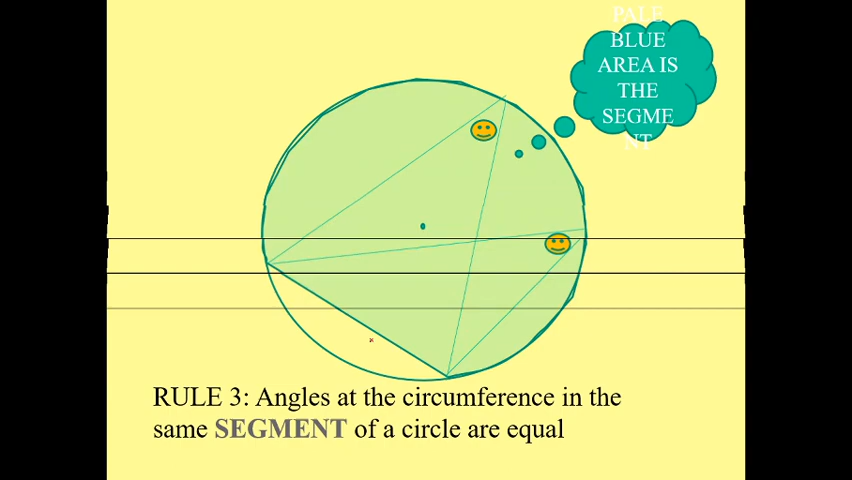 PALE
BLUE
AREA IS
THE
SEGME
NT
RULE 3: Angles at the circumference in the
same SEGMENT of a circle are equal